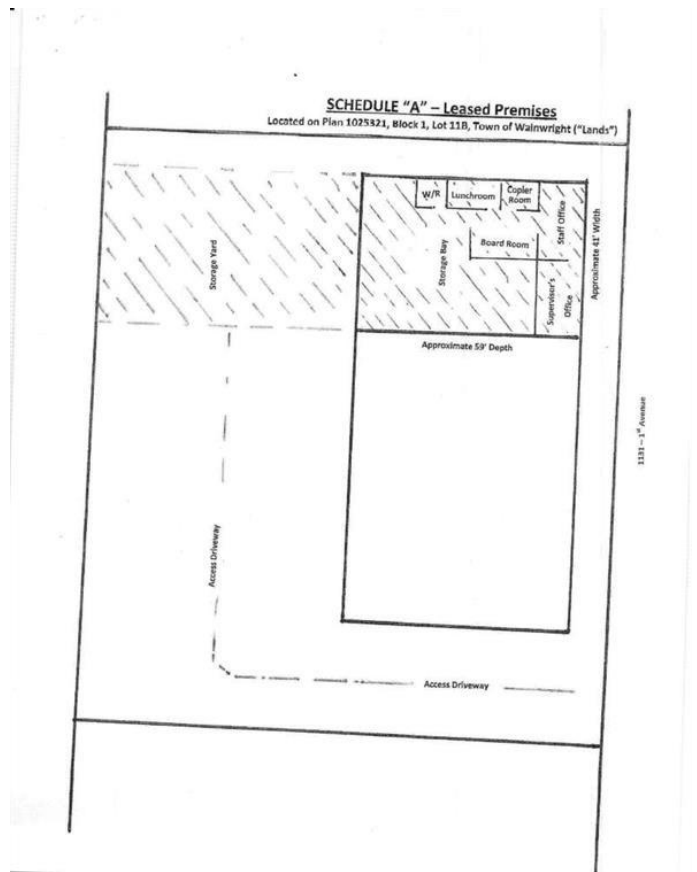 SCHEDULE "A" – Leased Premises
Located on Plan 1025321, Block 1, Lot 11B, Town of Wainwright ("Lands")
W/R
Lunchroom
Copier
Room
Staff Office
Board Room
Storage Yard
Storage Bay
Supervisor's
Office
Approximate 41' Width
Approximate 59' Depth
1131 – 1st Avenue
Access Driveway
Access Driveway